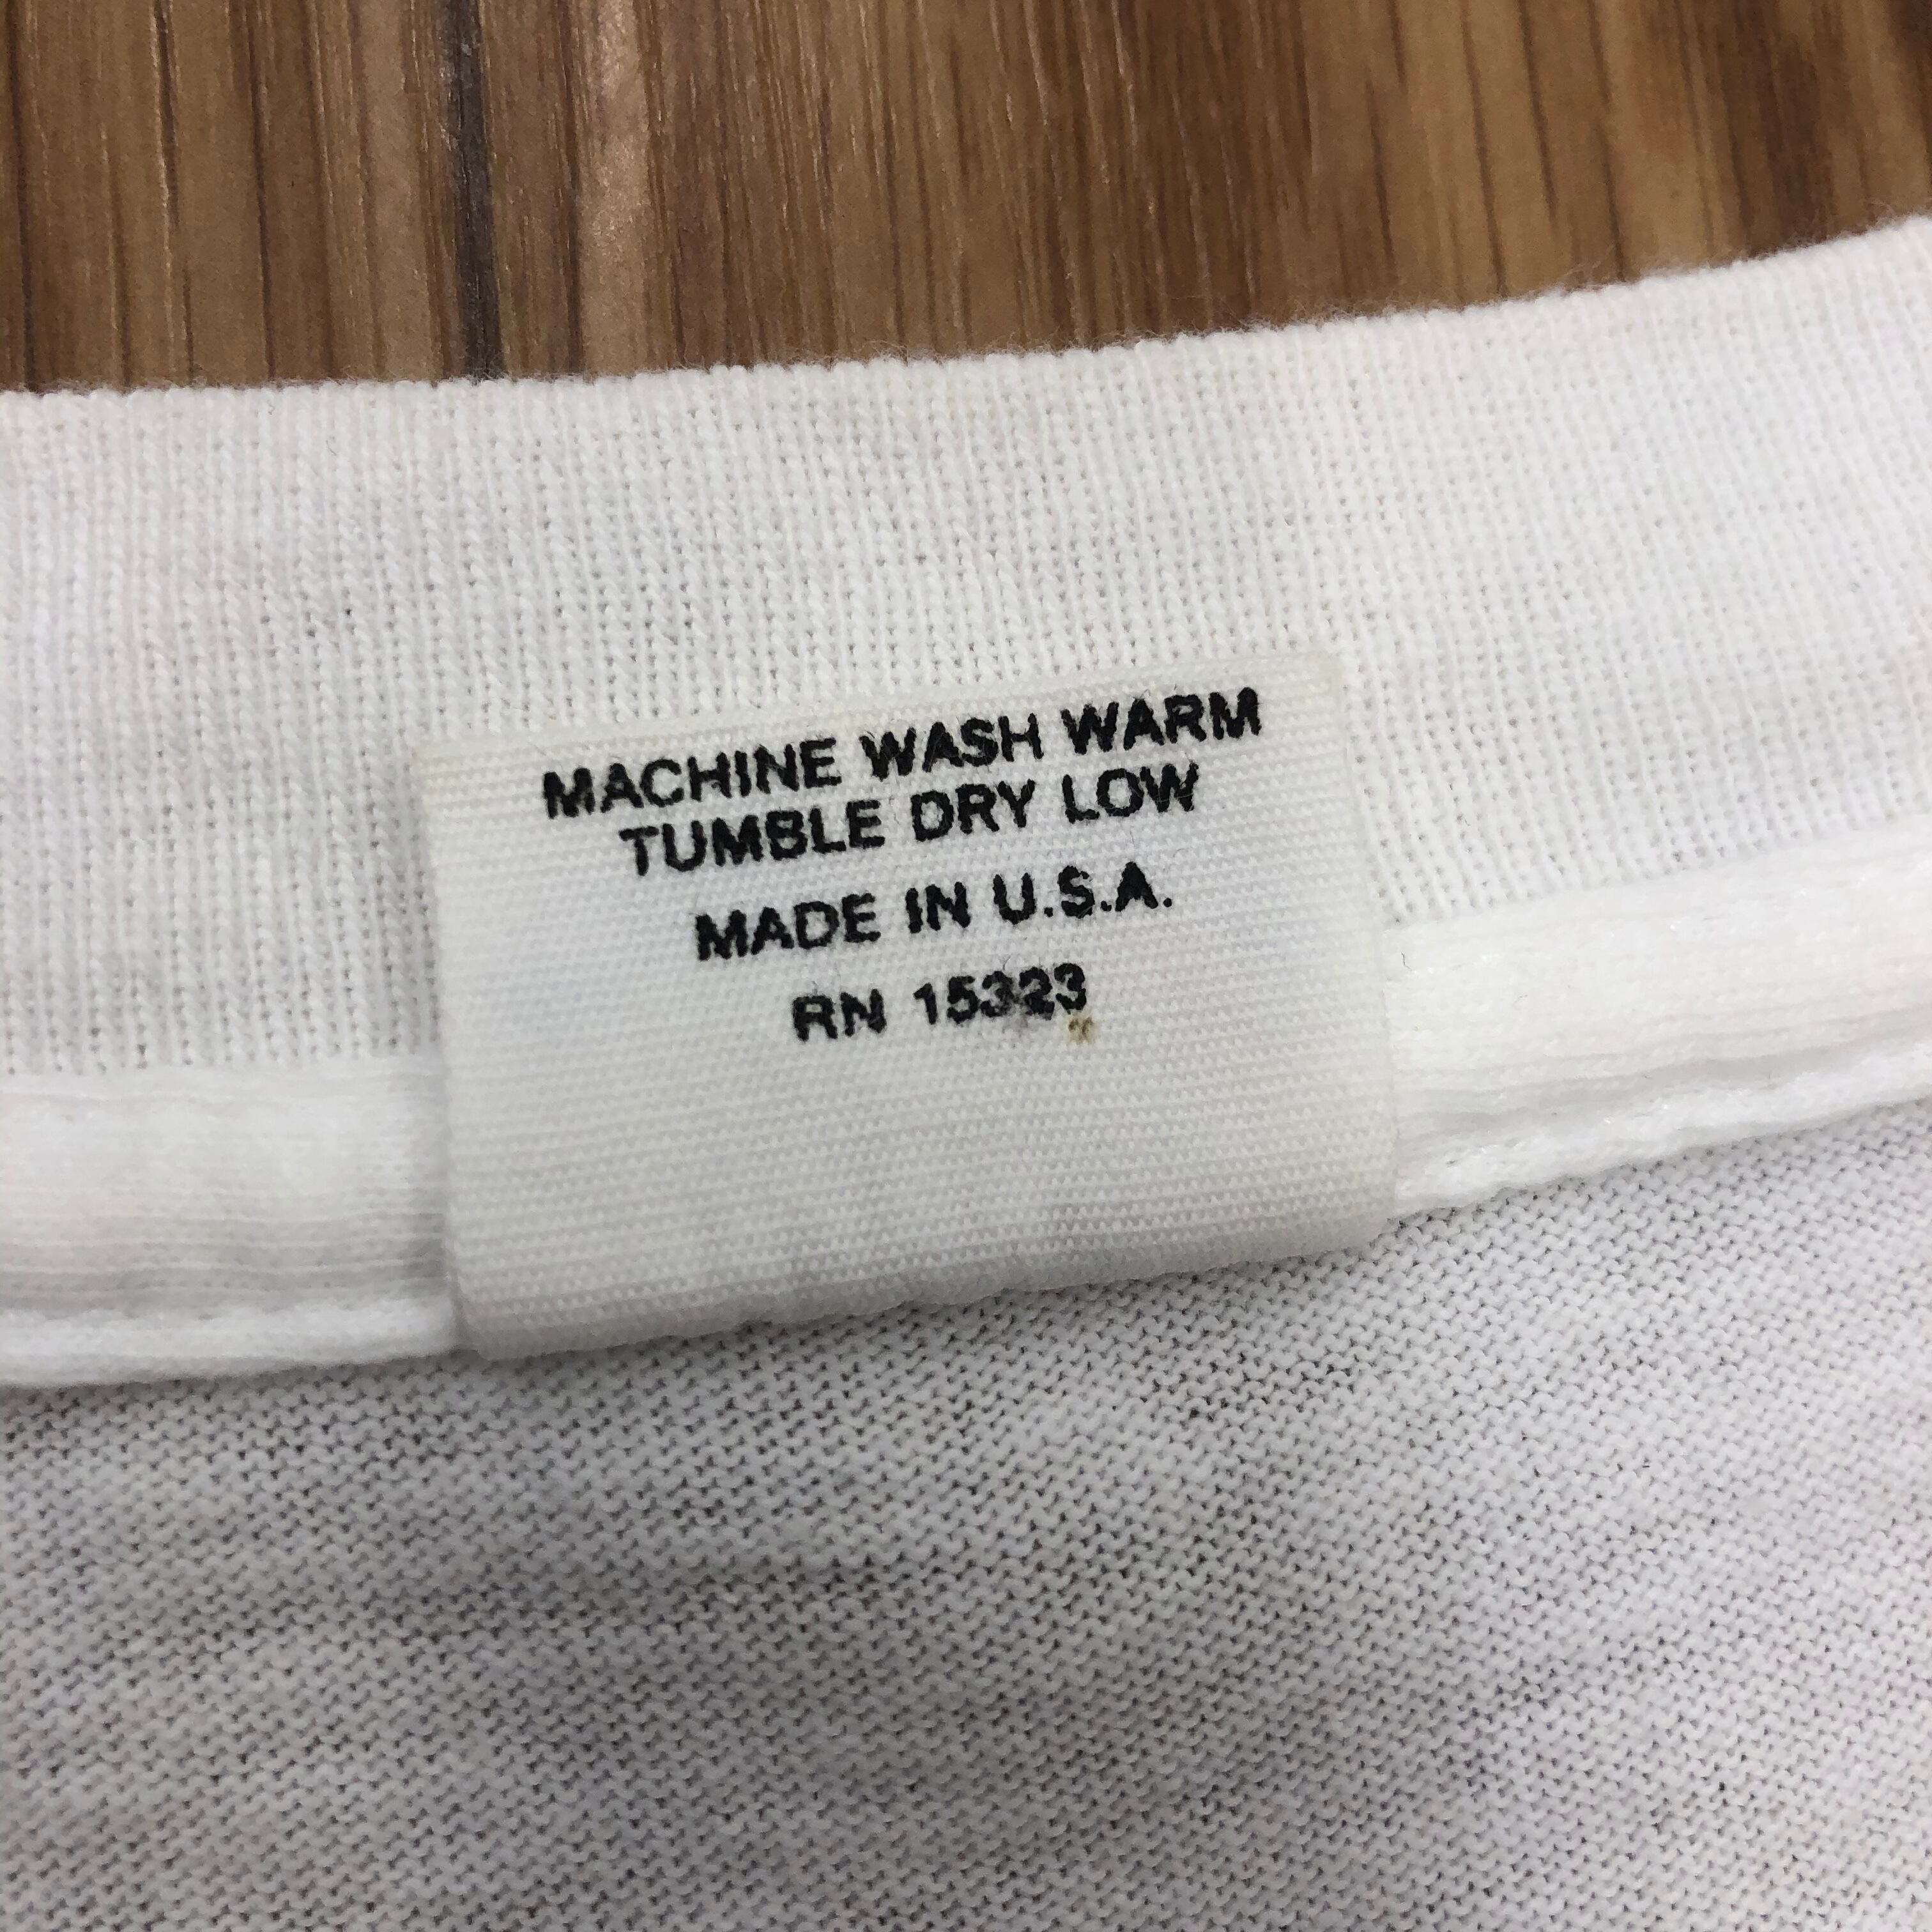 MACHINE WASH WARM
TUMBLE DRY LOW
MADE IN U.S.A.
RN 15323